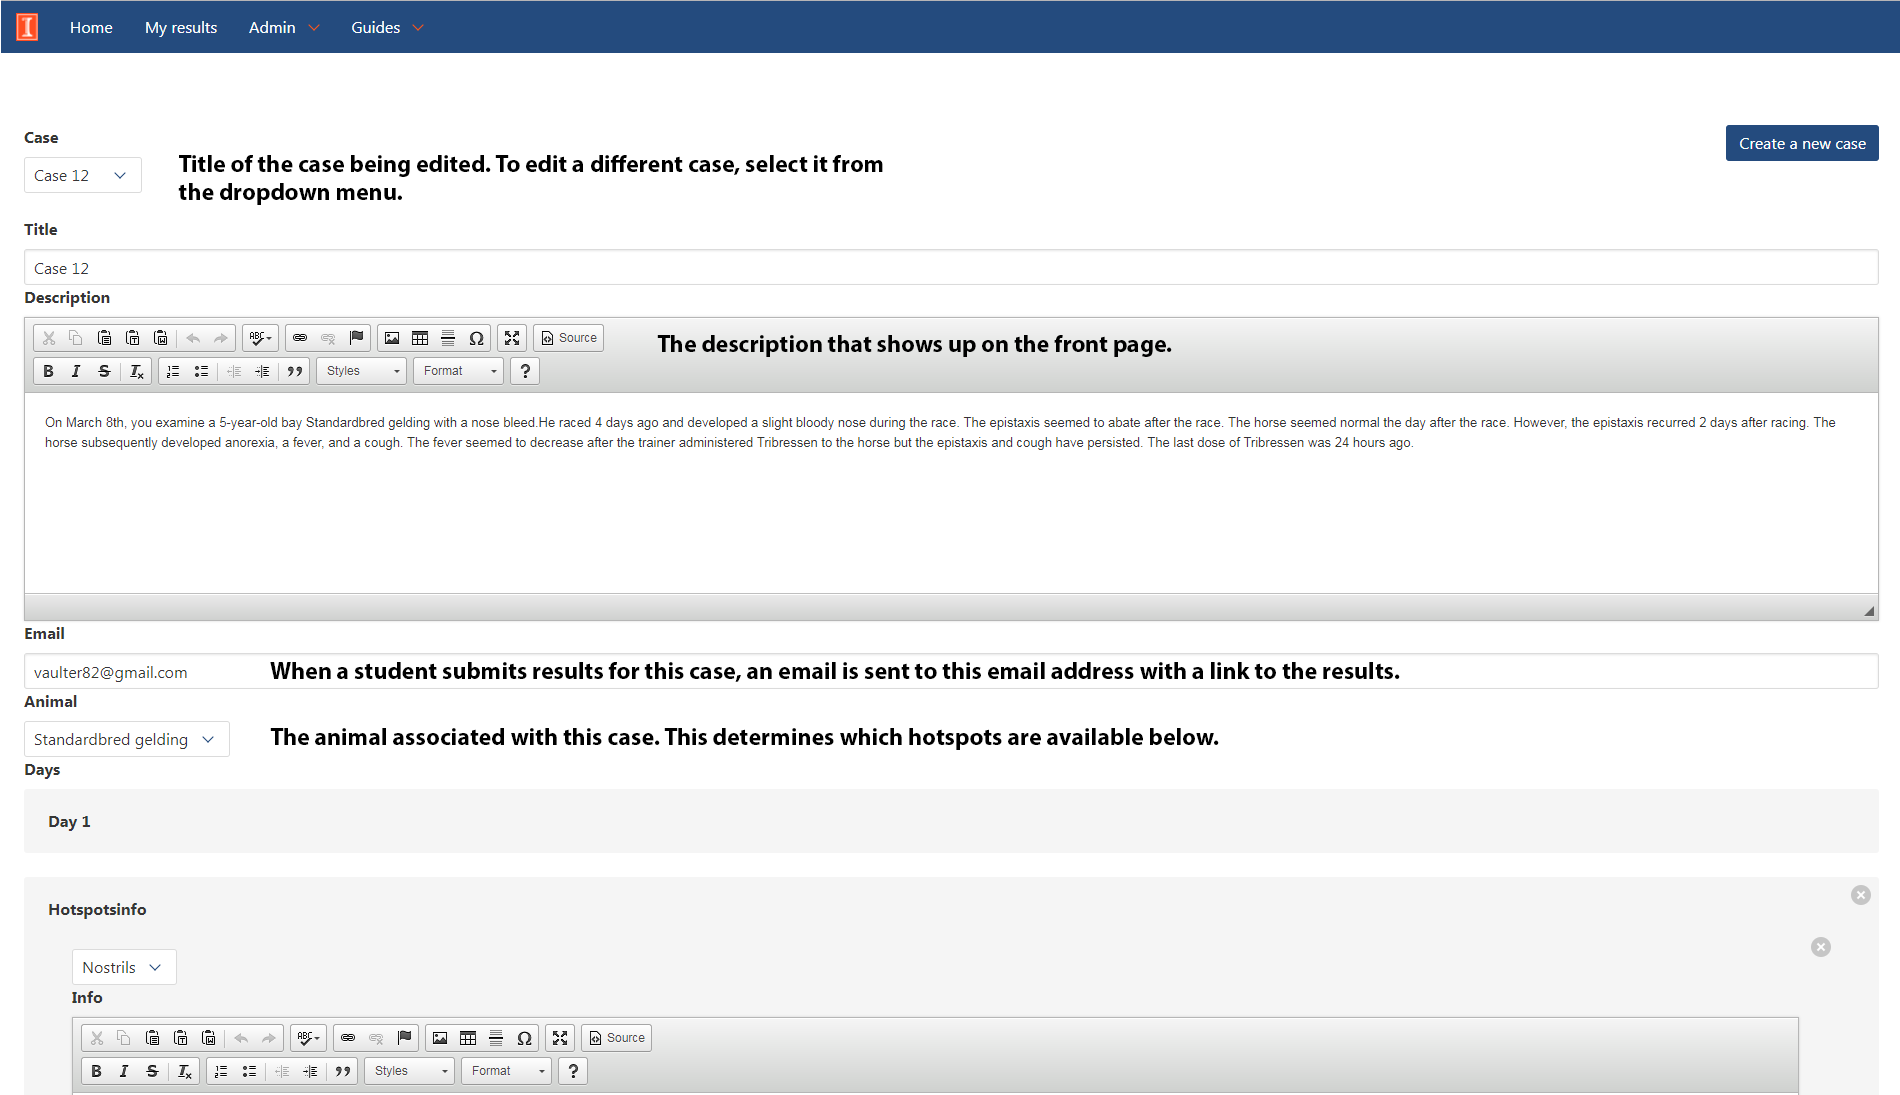 I Home My results Admin Guides
Case
Create a new case
Case 12
Title of the case being edited. To edit a different case, select it from
the dropdown menu.
Title
Case 12
Description
ABC Ω Source
The description that shows up on the front page.
B I S Tx Styles Format ?
On March 8th, you examine a 5-year-old bay Standardbred gelding with a nose bleed.He raced 4 days ago and developed a slight bloody nose during the race. The epistaxis seemed to abate after the race. The horse seemed normal the day after the race. However, the epistaxis recurred 2 days after racing. The
horse subsequently developed anorexia, a fever, and a cough. The fever seemed to decrease after the trainer administered Tribressen to the horse but the epistaxis and cough have persisted. The last dose of Tribressen was 24 hours ago.
Email
vaulter82@gmail.com
When a student submits results for this case, an email is sent to this email address with a link to the results.
Animal
Standardbred gelding
The animal associated with this case. This determines which hotspots are available below.
Days
Day 1
Hotspotsinfo
Nostrils
Info
ABC Ω Source
B I S Tx Styles Format ?